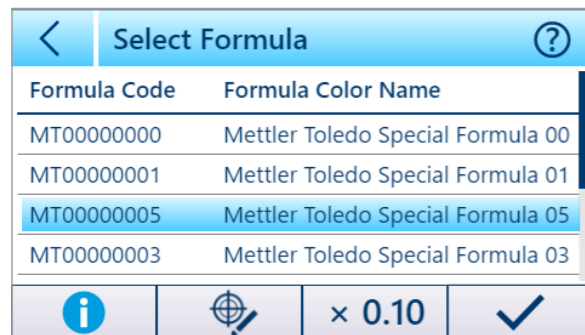 Select Formula
?
Formula Code Formula Color Name
MT00000000 Mettler Toledo Special Formula 00
MT00000001 Mettler Toledo Special Formula 01
MT00000005 Mettler Toledo Special Formula 05
MT00000003 Mettler Toledo Special Formula 03
i × 0.10